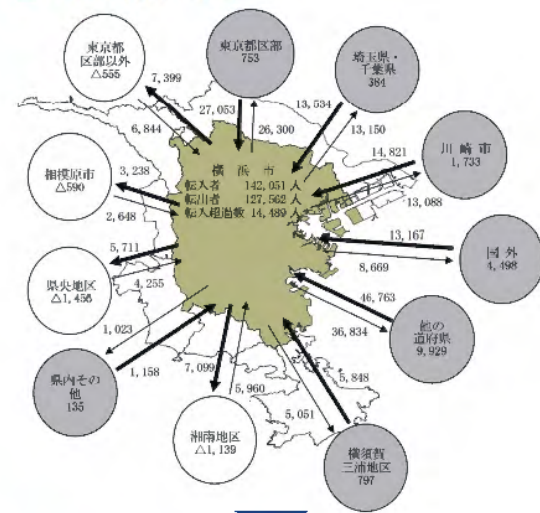 東京都
区部以外
△555
東京都区部
753
埼玉県・
千葉県
384
7,399
6,844
27,053
26,300
13,534
13,150
川崎市
1,733
14,821
13,088
相模原市
△590
3,238
2,648
横浜市
転入者 142,051人
転出者 127,562人
転入超過数 14,489人
国外
4,498
13,167
8,669
県央地区
△1,456
5,711
4,255
他の
道府県
9,929
46,763
36,834
県内その
他
135
1,023
1,158
湘南地区
△1,139
7,099
5,960
横須賀
三浦地区
797
5,848
5,051